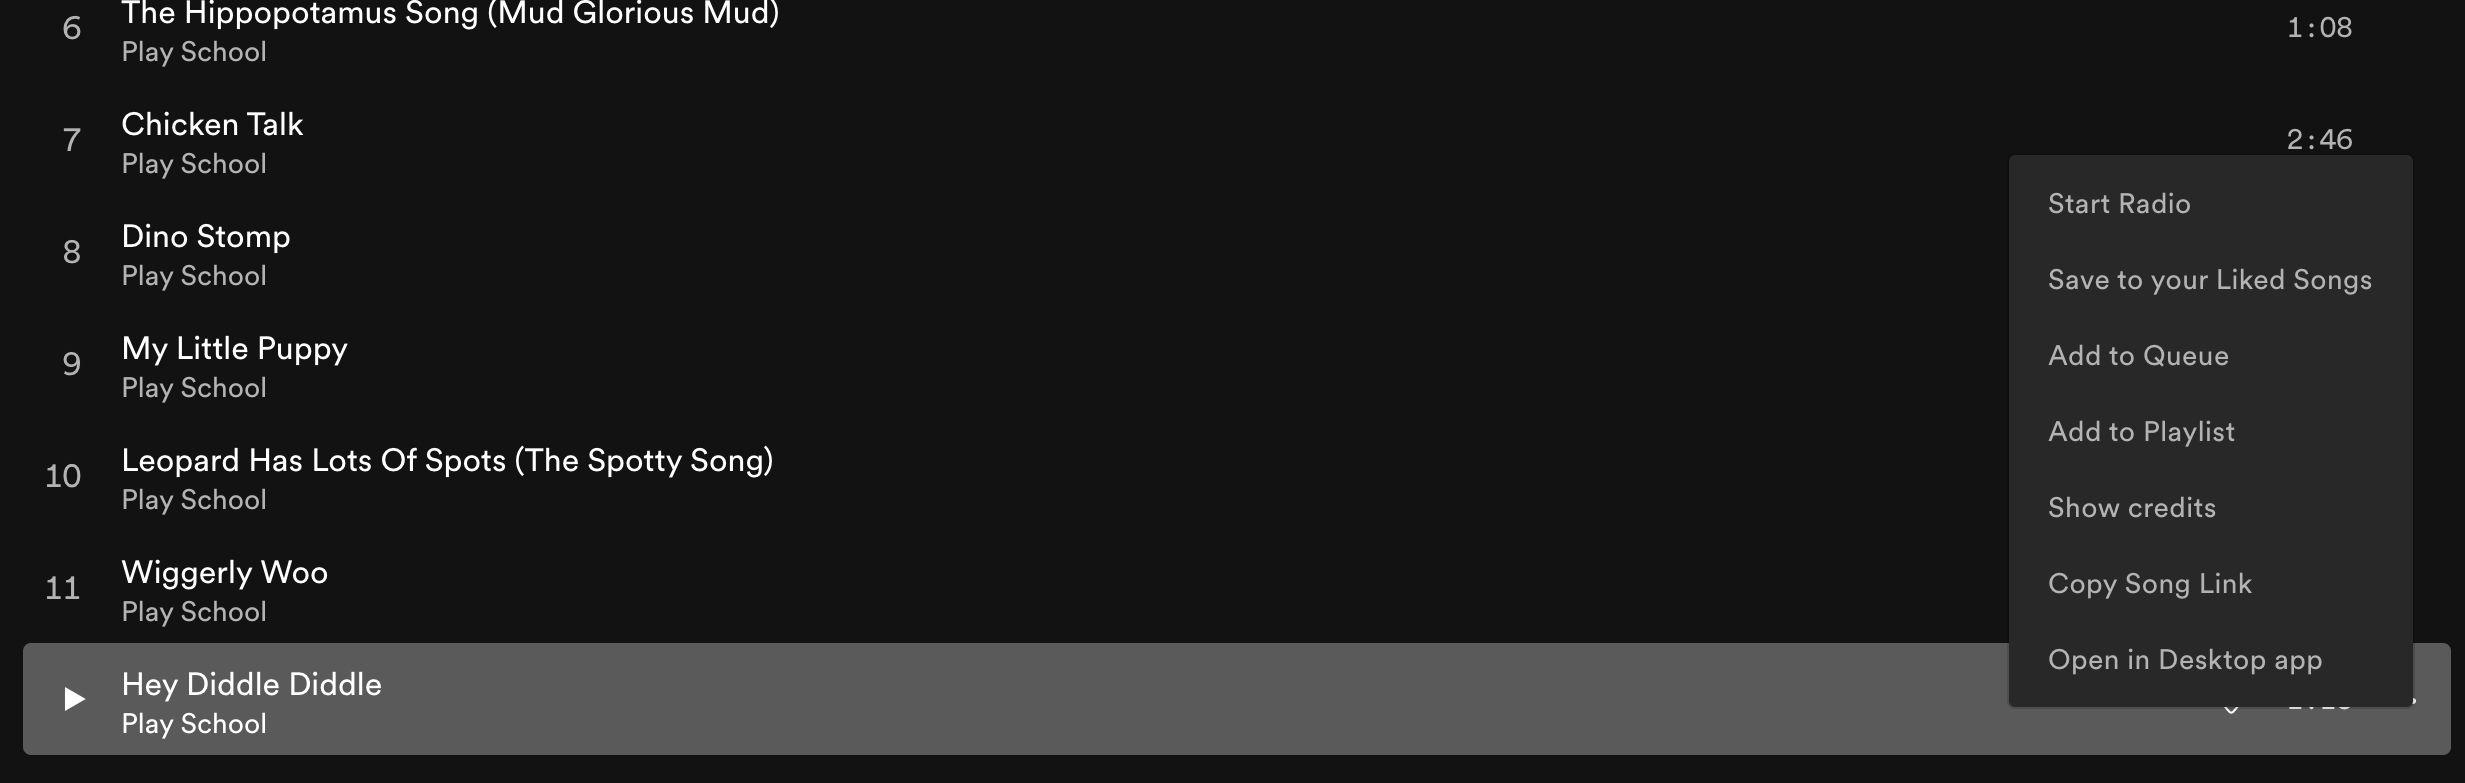 6
The Hippopotamus Song (Mud Glorious Mud)
Play School
1:08
7
Chicken Talk
Play School
2:46
8
Dino Stomp
Play School
9
My Little Puppy
Play School
10
Leopard Has Lots Of Spots (The Spotty Song)
Play School
11
Wiggerly Woo
Play School
Hey Diddle Diddle
Play School
Start Radio
Save to your Liked Songs
Add to Queue
Add to Playlist
Show credits
Copy Song Link
Open in Desktop app